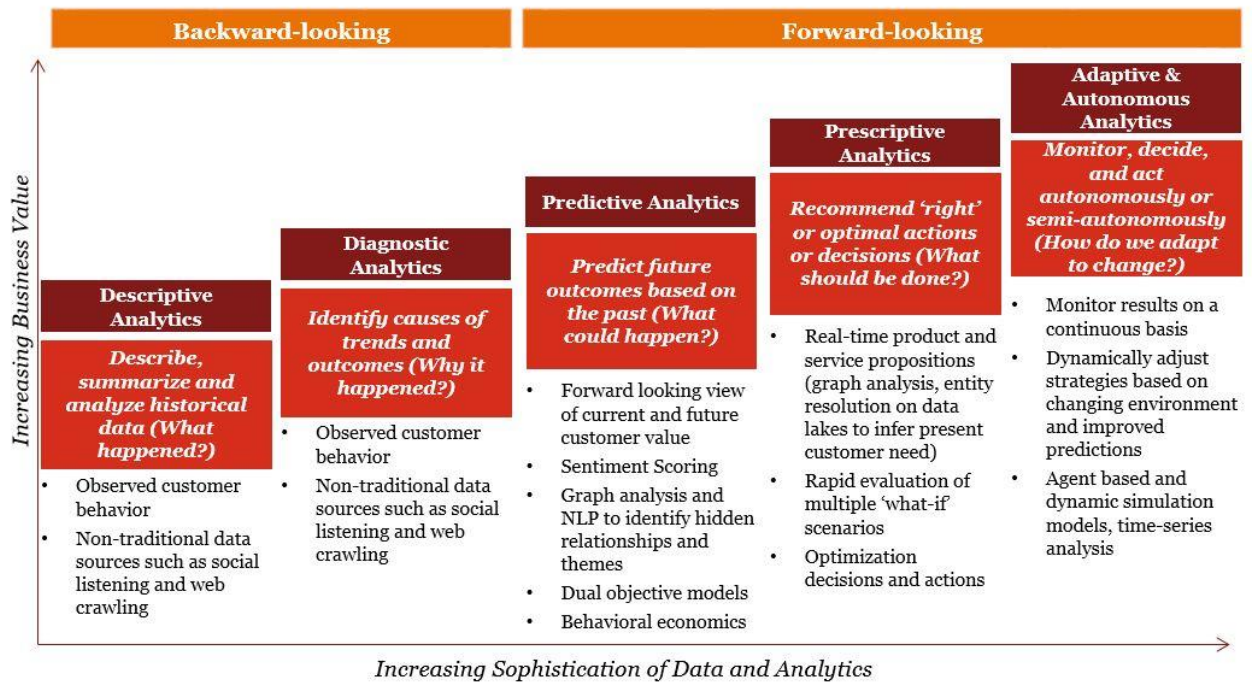 Backward-looking
Forward-looking
Increasing Business Value
Descriptive
Analytics
Describe,
summarize and
analyze historical
data (What
happened?)
• Observed customer
behavior
• Non-traditional data
sources such as social
listening and web
crawling
Diagnostic
Analytics
Identify causes of
trends and
outcomes (Why it
happened?)
• Observed customer
behavior
• Non-traditional data
sources such as social
listening and web
crawling
Predictive Analytics
Predict future
outcomes based on
the past (What
could happen?)
• Forward looking view
of current and future
customer value
• Sentiment Scoring
• Graph analysis and
NLP to identify hidden
relationships and
themes
• Dual objective models
• Behavioral economics
Prescriptive
Analytics
Recommend ‘right’
or optimal actions
or decisions (What
should be done?)
• Real-time product and
service propositions
(graph analysis, entity
resolution on data
lakes to infer present
customer need)
• Rapid evaluation of
multiple ‘what-if’
scenarios
• Optimization
decisions and actions
Adaptive &
Autonomous
Analytics
Monitor, decide,
and act
autonomously or
semi-autonomously
(How do we adapt
to change?)
• Monitor results on a
continuous basis
• Dynamically adjust
strategies based on
changing environment
and improved
predictions
• Agent based and
dynamic simulation
models, time-series
analysis
Increasing Sophistication of Data and Analytics